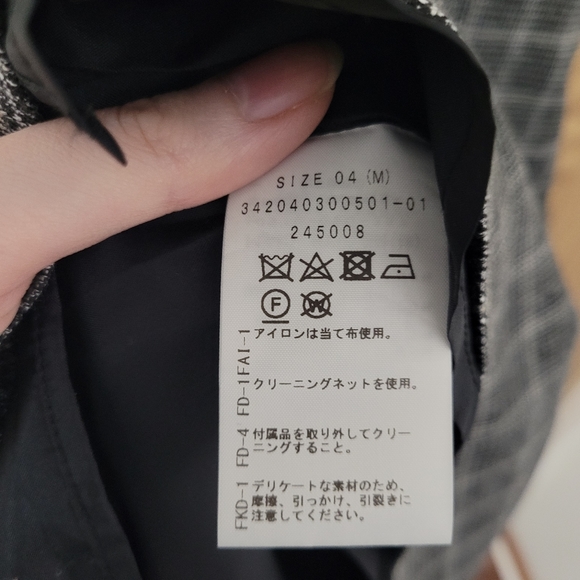 SIZE 04 (M)
342040300501-01
245008
F
W
FAI-1 アイロンは当て布使用。
FD-1 クリーニングネットを使用。
FD-4 付属品を取り外してクリー
ニングすること。
FKD-1 デリケートな素材のため、
摩擦、引っかけ、引裂きに
注意してください。